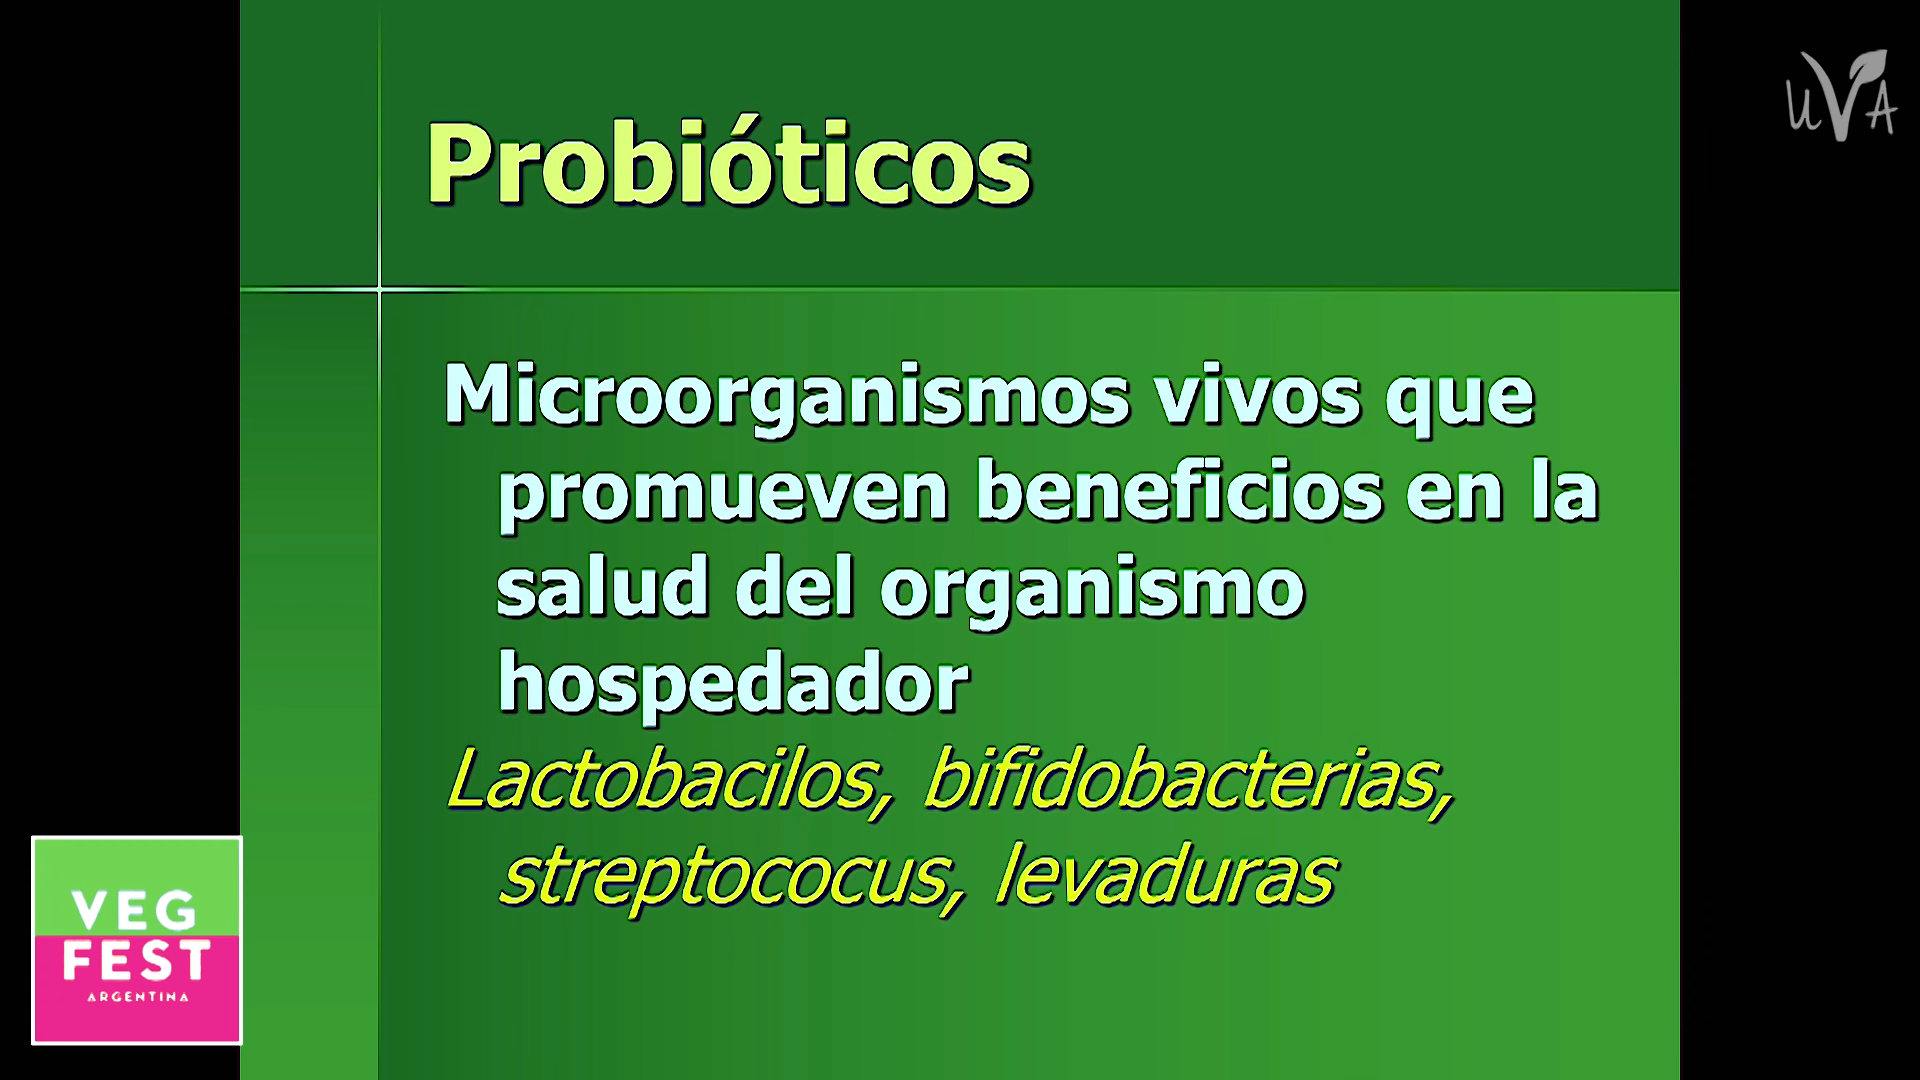 Probióticos
UVA
Microorganismos vivos que
promueven beneficios en la
salud del organismo
hospedador
Lactobacilos, bifidobacterias,
streptococus, levaduras
VEG
FEST
ARGENTINA